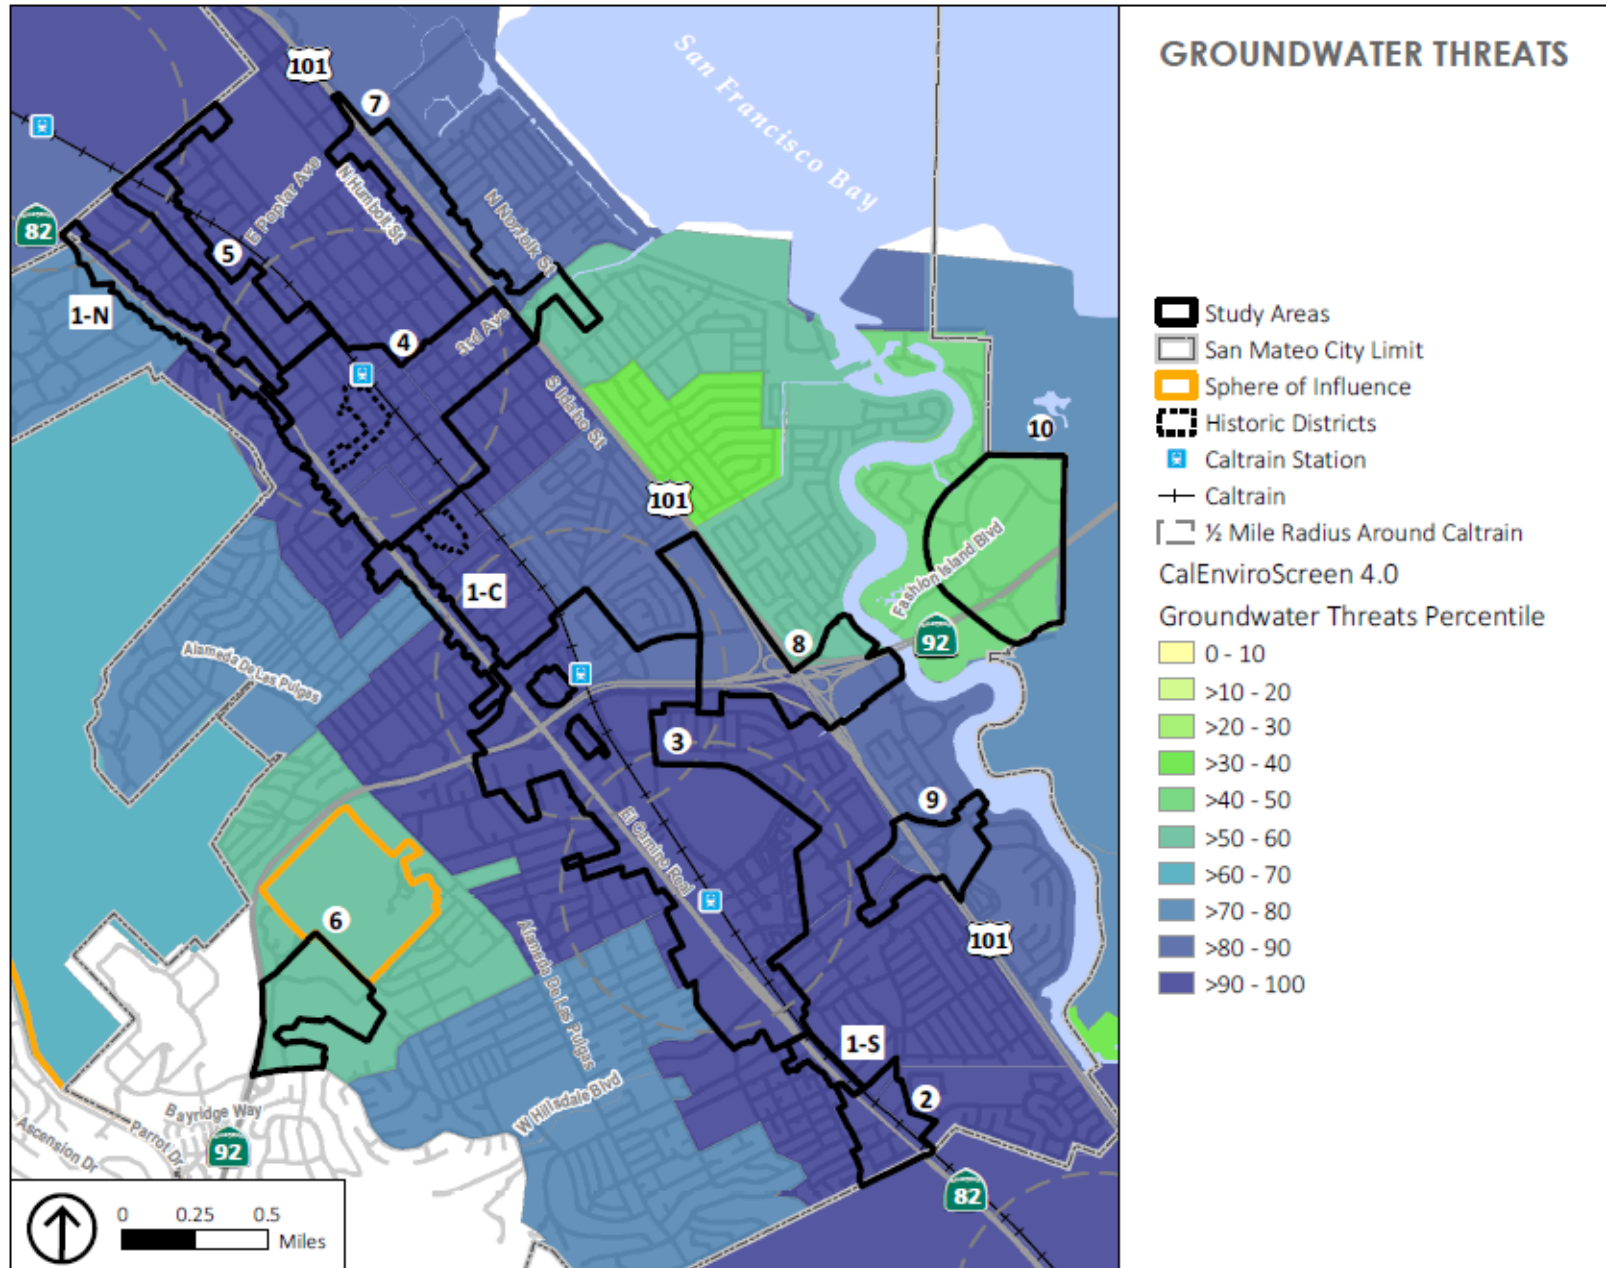 GROUNDWATER THREATS
San Francisco Bay
101
7
E Poplar Ave
N Humbolt St
N Norfolk St
82
5
1-N
4
3rd Ave
S Idaho St
10
101
1-C
Fashion Island Blvd
8
92
Alameda De Las Pulgas
3
9
El Camino Real
6
Alameda De Las Pulgas
101
1-S
2
W Hillsdale Blvd
Bayridge Way
Parrot Dr
Ascension Dr
92
82
0 0.25 0.5
Miles
Study Areas
San Mateo City Limit
Sphere of Influence
Historic Districts
Caltrain Station
Caltrain
½ Mile Radius Around Caltrain
CalEnviroScreen 4.0
Groundwater Threats Percentile
0 - 10
>10 - 20
>20 - 30
>30 - 40
>40 - 50
>50 - 60
>60 - 70
>70 - 80
>80 - 90
>90 - 100